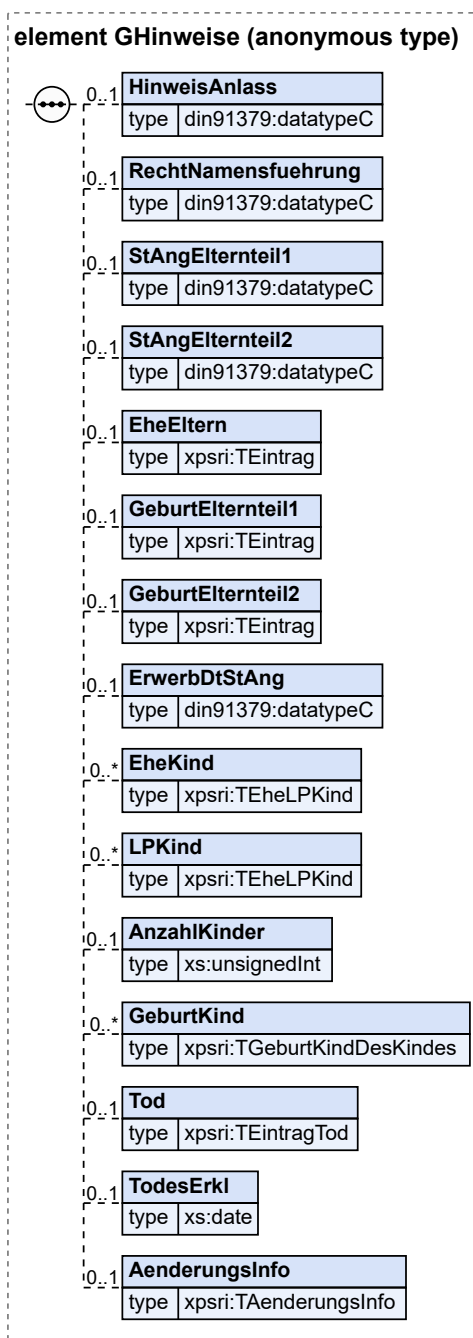 element GHinweise (anonymous type)
0..1 HinweisAnlass
type din91379:datatypeC
0..1 RechtNamensfuehrung
type din91379:datatypeC
0..1 StAngElternteil1
type din91379:datatypeC
0..1 StAngElternteil2
type din91379:datatypeC
0..1 EheEltern
type xpsri:TEintrag
0..1 GeburtElternteil1
type xpsri:TEintrag
0..1 GeburtElternteil2
type xpsri:TEintrag
0..1 ErwerbDtStAng
type din91379:datatypeC
0..* EheKind
type xpsri:TEheLPKind
0..* LPKind
type xpsri:TEheLPKind
0..1 AnzahlKinder
type xs:unsignedInt
0..* GeburtKind
type xpsri:TGeburtKindDesKindes
0..1 Tod
type xpsri:TEintragTod
0..1 TodesErkl
type xs:date
0..1 AenderungsInfo
type xpsri:TAenderungsInfo